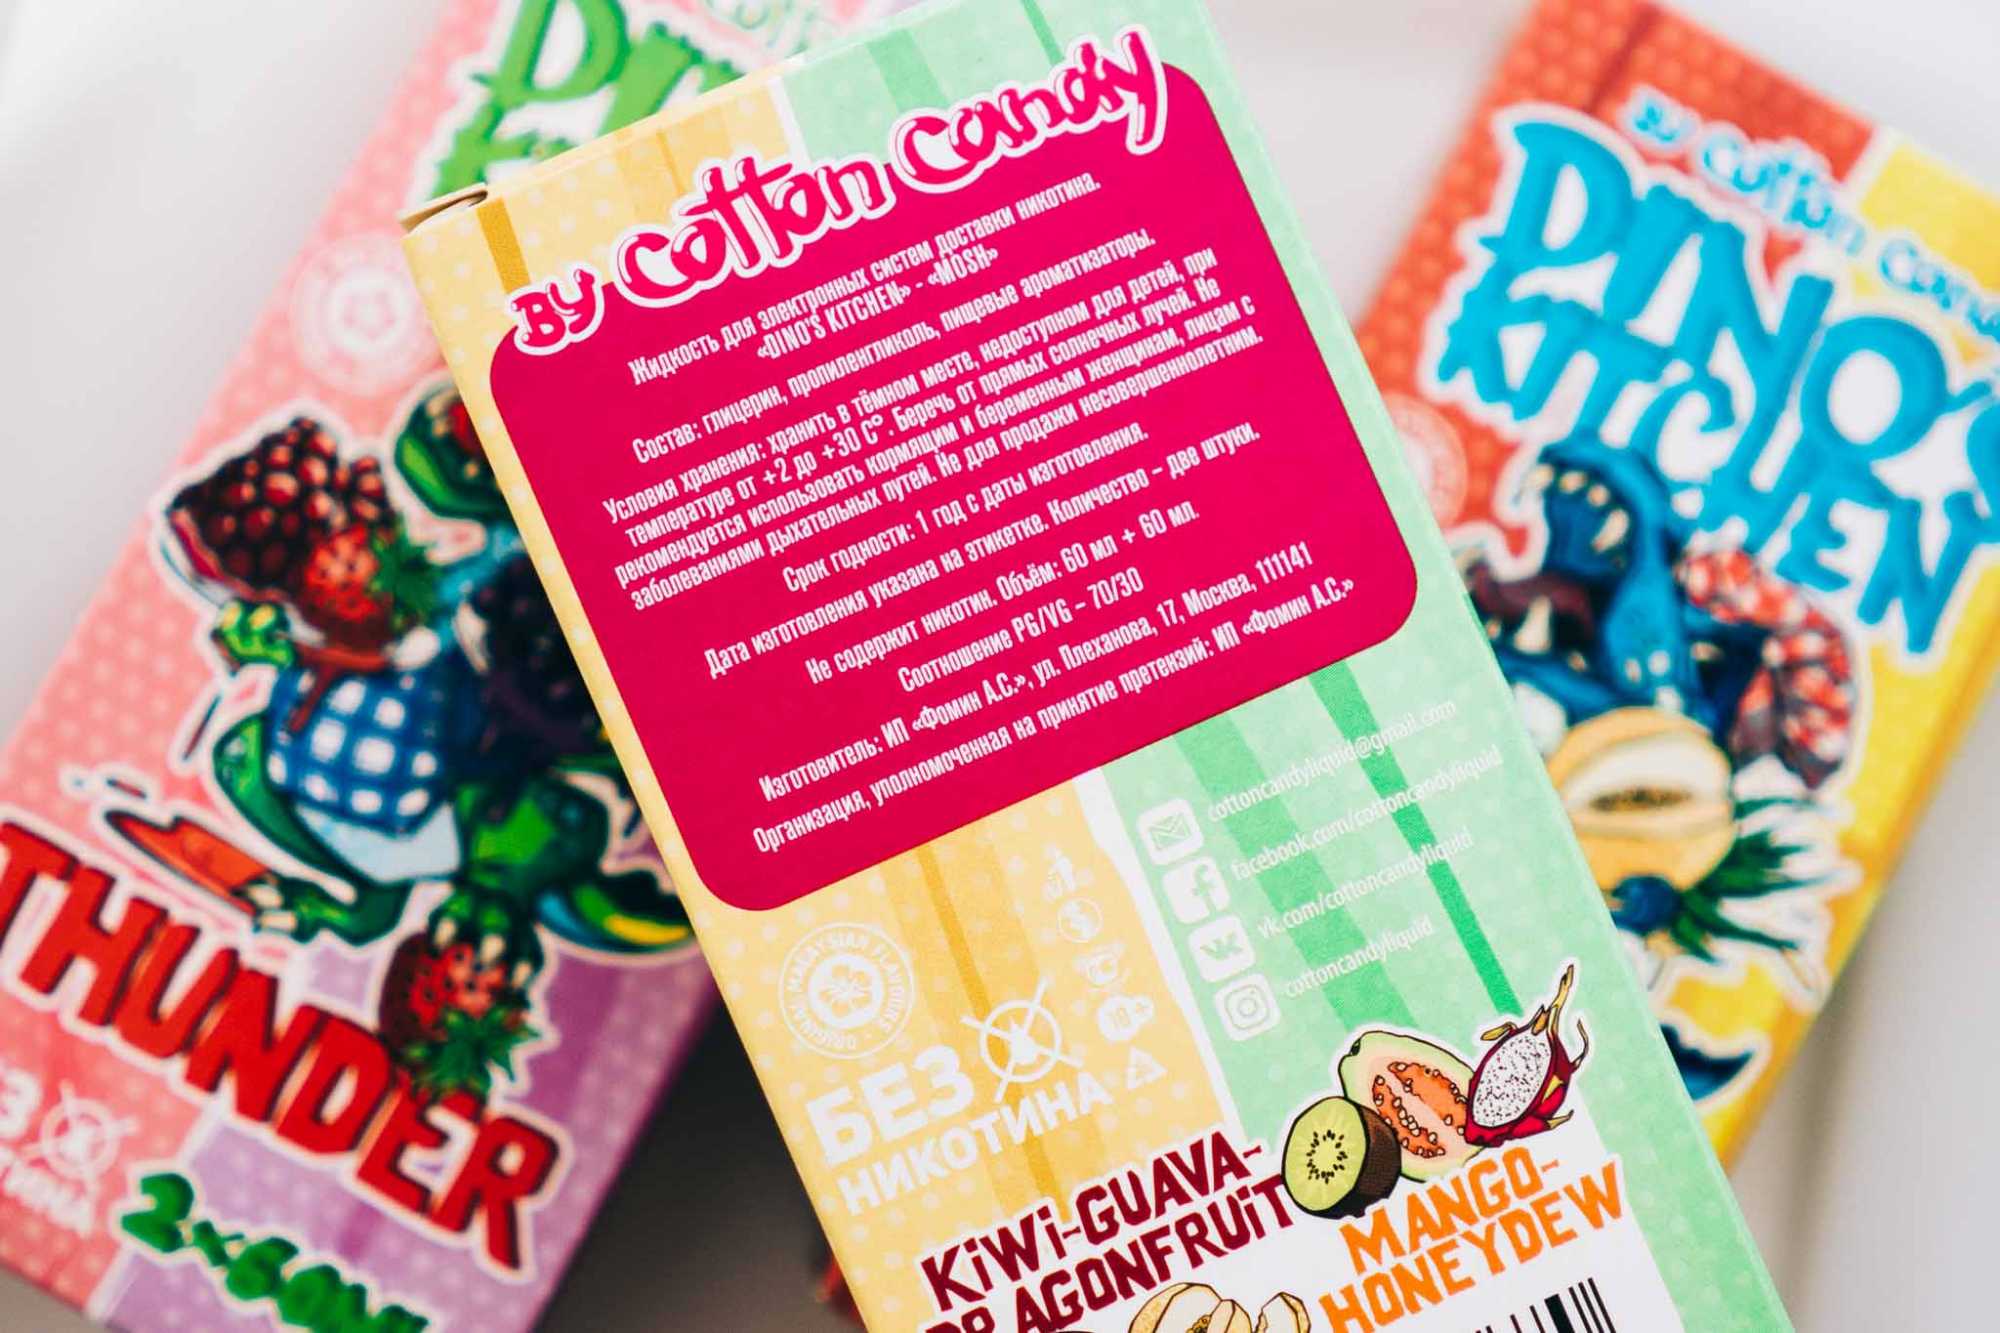 BY Cotton Candy
Жидкость для электронных систем доставки никотина.
«DINO'S KITCHEN» - «MOSH»
Состав: глицерин, пропиленгликоль, пищевые ароматизаторы.
Условия хранения: хранить в тёмном месте, недоступном для детей, при
температуре от +2 до +30 C°. Беречь от прямых солнечных лучей. Не
рекомендуется использовать кормящим и беременным женщинам, лицам с
заболеваниями дыхательных путей. Не для продажи несовершеннолетним.
Срок годности: 1 год с даты изготовления.
Дата изготовления указана на этикетке. Количество – две штуки.
Не содержит никотин. Объём: 60 мл + 60 мл.
Соотношение PG/VG – 70/30
Изготовитель: ИП «Фомин А.С.», ул. Плеханова, 17, Москва, 111141
Организация, уполномоченная на принятие претензий: ИП «Фомин А.С.»
cottoncandyliquid@gmail.com
facebook.com/cottoncandyliquid
vk.com/cottoncandyliquid
cottoncandyliquid
MALAYSIAN FLAVOURS
ORIGINAL
18+
БЕЗ
НИКОТИНА
KIWI-GUAVA-
DRAGONFRUIT
MANGO-
HONEYDEW
THUNDER
2x60
BY Cotton Candy
DINO'S
KITCHEN